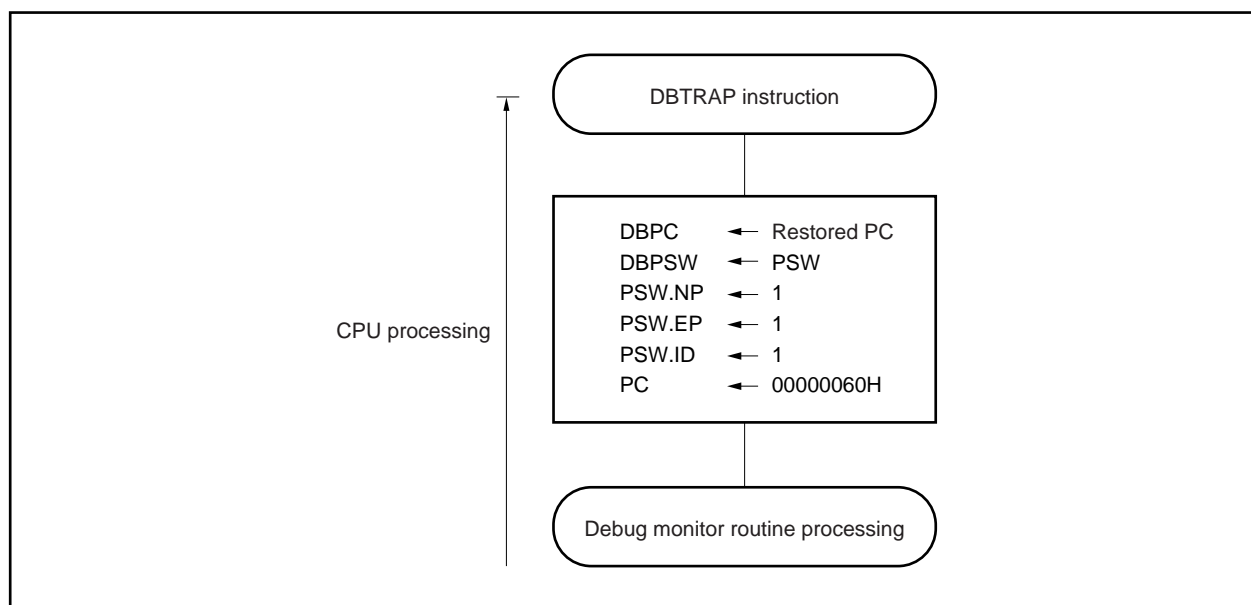 DBTRAP instruction
DBPC ← Restored PC
DBPSW ← PSW
PSW.NP ← 1
PSW.EP ← 1
PSW.ID ← 1
PC ← 00000060H
CPU processing
Debug monitor routine processing